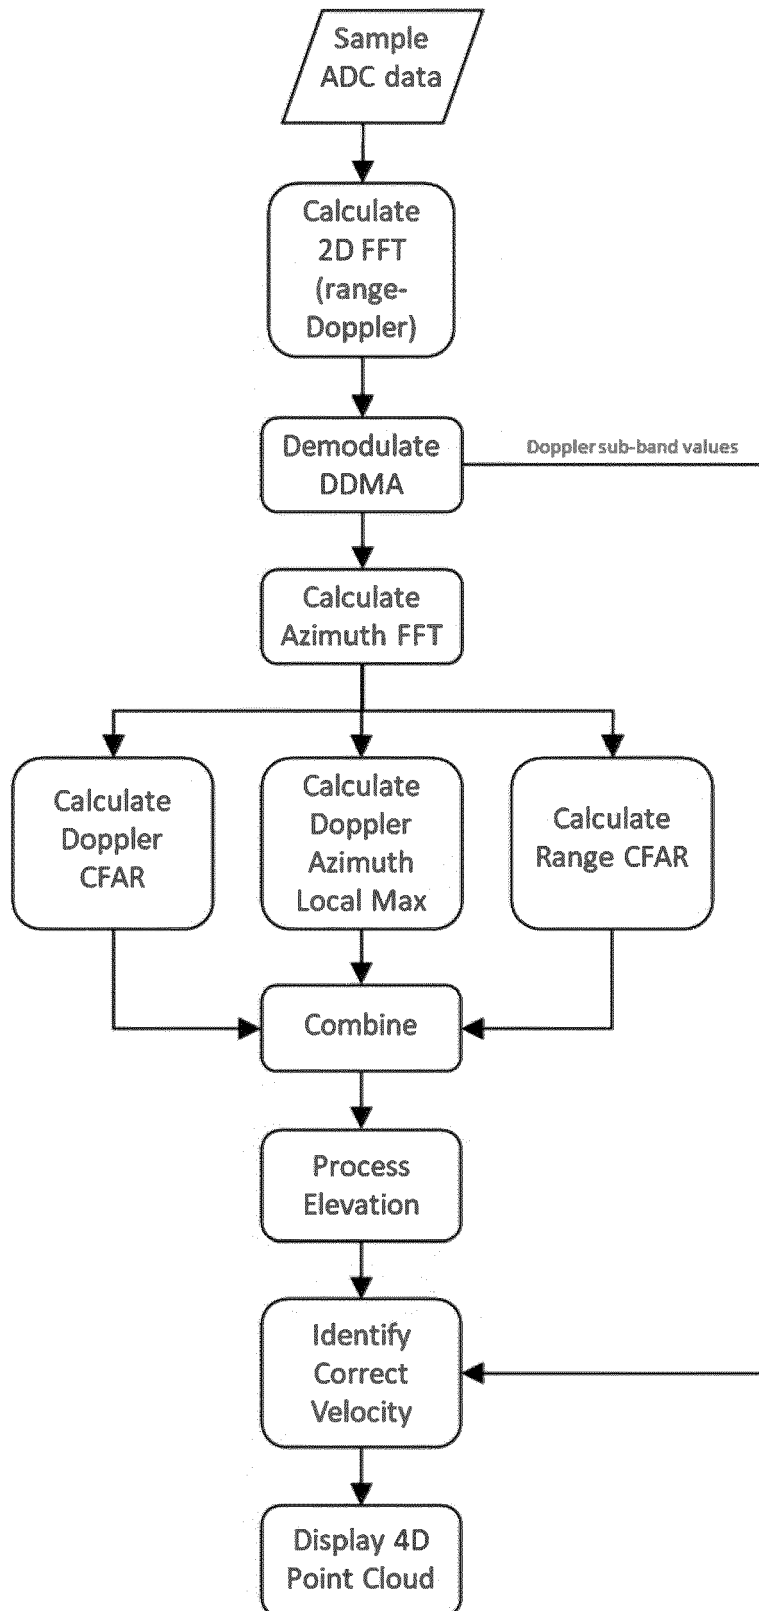 Sample
ADC data
Calculate
2D FFT
(range-
Doppler)
Demodulate
DDMA
Doppler sub-band values
Calculate
Azimuth FFT
Calculate
Doppler
CFAR
Calculate
Doppler
Azimuth
Local Max
Calculate
Range CFAR
Combine
Process
Elevation
Identify
Correct
Velocity
Display 4D
Point Cloud